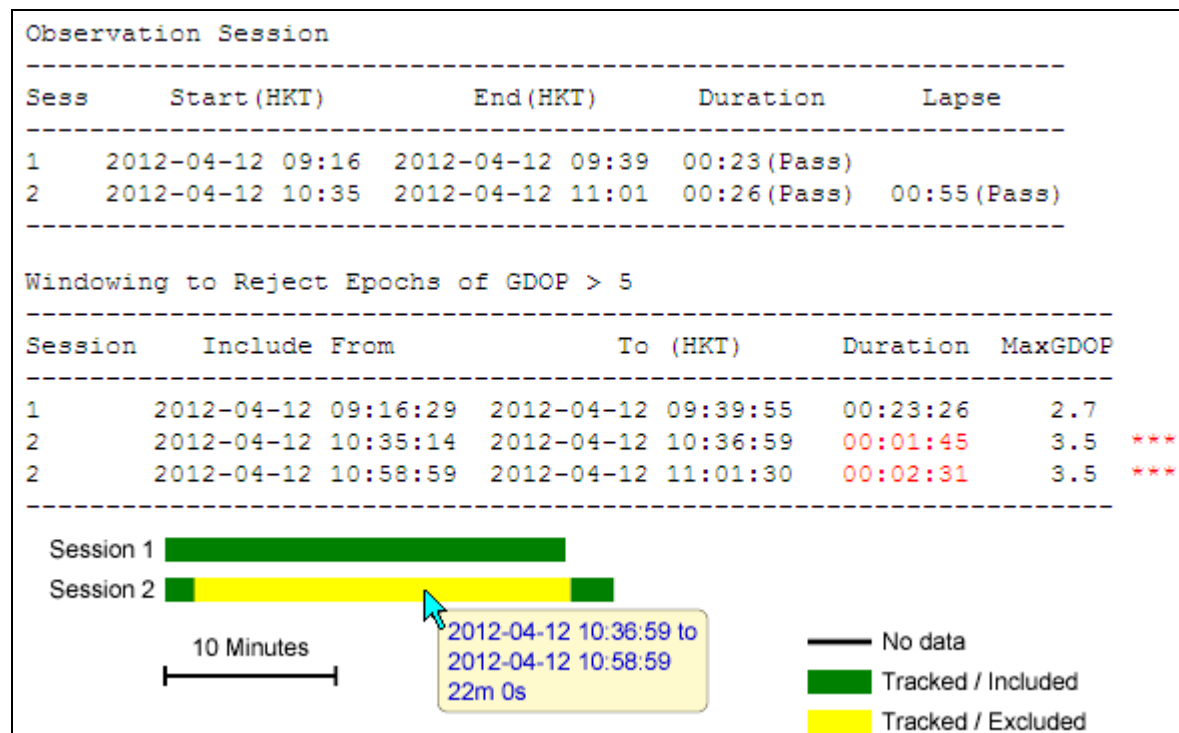 Observation Session
-----------------------------------------------------------------
Sess     Start(HKT)         End(HKT)      Duration      Lapse
-----------------------------------------------------------------
1    2012-04-12 09:16  2012-04-12 09:39  00:23(Pass)
2    2012-04-12 10:35  2012-04-12 11:01  00:26(Pass)  00:55(Pass)
-----------------------------------------------------------------
Windowing to Reject Epochs of GDOP > 5
--------------------------------------------------------------------
Session    Include From              To (HKT)      Duration  MaxGDOP
--------------------------------------------------------------------
1       2012-04-12 09:16:29  2012-04-12 09:39:55   00:23:26     2.7
2       2012-04-12 10:35:14  2012-04-12 10:36:59   00:01:45     3.5  ***
2       2012-04-12 10:58:59  2012-04-12 11:01:30   00:02:31     3.5  ***
--------------------------------------------------------------------
Session 1
Session 2
2012-04-12 10:36:59 to
2012-04-12 10:58:59
22m 0s
10 Minutes
No data
Tracked / Included
Tracked / Excluded